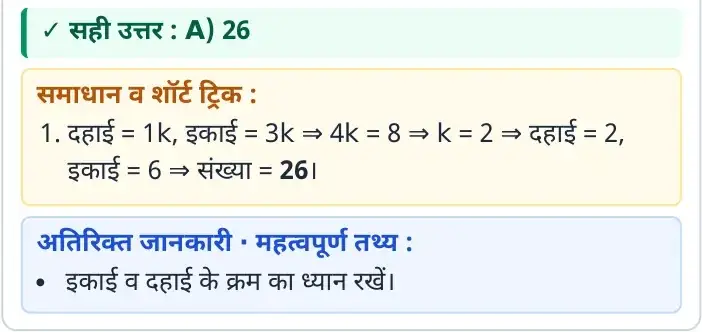 ✓ सही उत्तर : A) 26
समाधान व शॉर्ट ट्रिक :
1. दहाई = 1k, इकाई = 3k ⇒ 4k = 8 ⇒ k = 2 ⇒ दहाई = 2,
इकाई = 6 ⇒ संख्या = 26।
अतिरिक्त जानकारी · महत्वपूर्ण तथ्य :
• इकाई व दहाई के क्रम का ध्यान रखें।